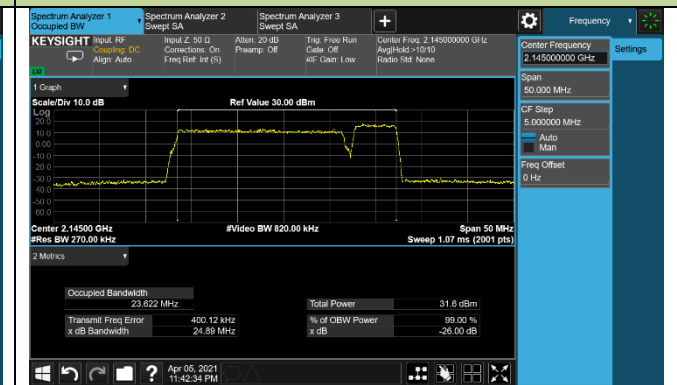 Spectrum Analyzer 1
Occupied BW
Spectrum Analyzer 2
Swept SA
Spectrum Analyzer 3
Swept SA
Frequency
KEYSIGHT
Input: RF
Coupling: DC
Align: Auto
Input Z: 50 Ω
Corrections: On
Freq Ref: Int (S)
Atten: 20 dB
Preamp: Off
Trig: Free Run
Gate: Off
#IF Gain: Low
Center Freq: 2.145000000 GHz
Avg|Hold:>10/10
Radio Std: None
Center Frequency
2.145000000 GHz
Settings
Span
50.000 MHz
CF Step
5.000000 MHz
Auto
Man
Freq Offset
0 Hz
1 Graph
Scale/Div 10.0 dB
Ref Value 30.00 dBm
Log
20.0
10.0
0.00
-10.0
-20.0
-30.0
-40.0
-50.0
-60.0
Center 2.14500 GHz
#Video BW 820.00 kHz
Span 50 MHz
#Res BW 270.00 kHz
Sweep 1.07 ms (2001 pts)
2 Metrics
Occupied Bandwidth
23.622 MHz
Total Power
31.6 dBm
Transmit Freq Error
400.12 kHz
% of OBW Power
99.00 %
x dB Bandwidth
24.89 MHz
x dB
-26.00 dB
Apr 05, 2021
11:42:34 PM